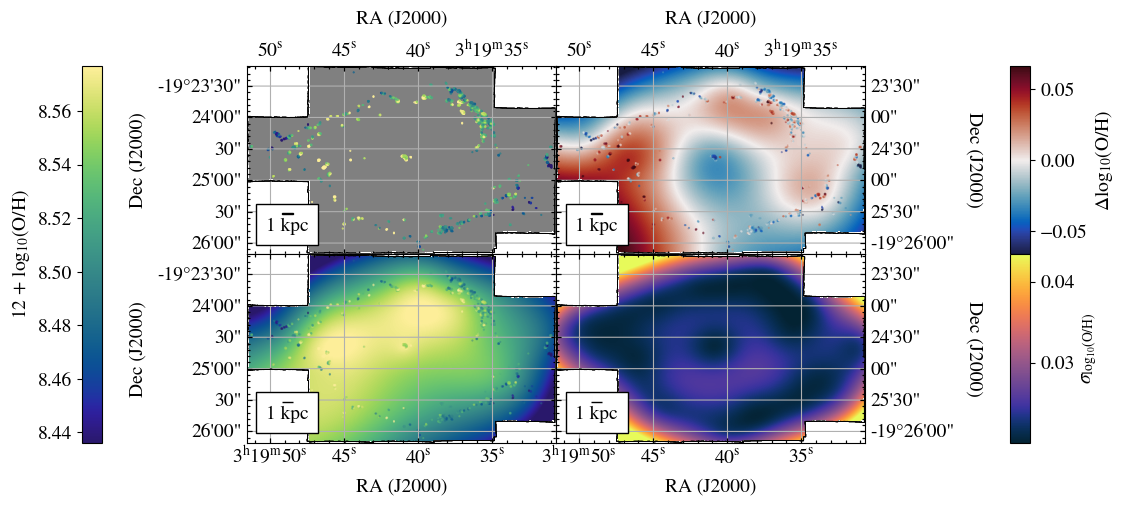 RA (J2000) RA (J2000)
50ˢ 45ˢ 40ˢ 3ʰ19ᵐ35ˢ 50ˢ 45ˢ 40ˢ 3ʰ19ᵐ35ˢ
-19°23'30" 23'30"
24'00" 00"
30" 24'30"
25'00" 00"
30" 25'30"
26'00" -19°26'00"
1 kpc 1 kpc
Dec (J2000) Dec (J2000)
-19°23'30" 23'30"
24'00" 00"
30" 24'30"
25'00" 00"
30" 25'30"
26'00" -19°26'00"
1 kpc 1 kpc
Dec (J2000) Dec (J2000)
3ʰ19ᵐ50ˢ 45ˢ 40ˢ 35ˢ 3ʰ19ᵐ50ˢ 45ˢ 40ˢ 35ˢ
RA (J2000) RA (J2000)
12 + log₁₀(O/H)
8.56
8.54
8.52
8.50
8.48
8.46
8.44
Δlog₁₀(O/H)
0.05
0.00
−0.05
σlog₁₀(O/H)
0.04
0.03